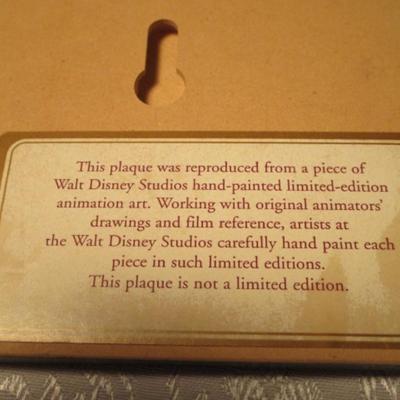 This plaque was reproduced from a piece of
Walt Disney Studios hand-painted limited-edition
animation art. Working with original animators'
drawings and film reference, artists at
the Walt Disney Studios carefully hand paint each
piece in such limited editions.
This plaque is not a limited edition.